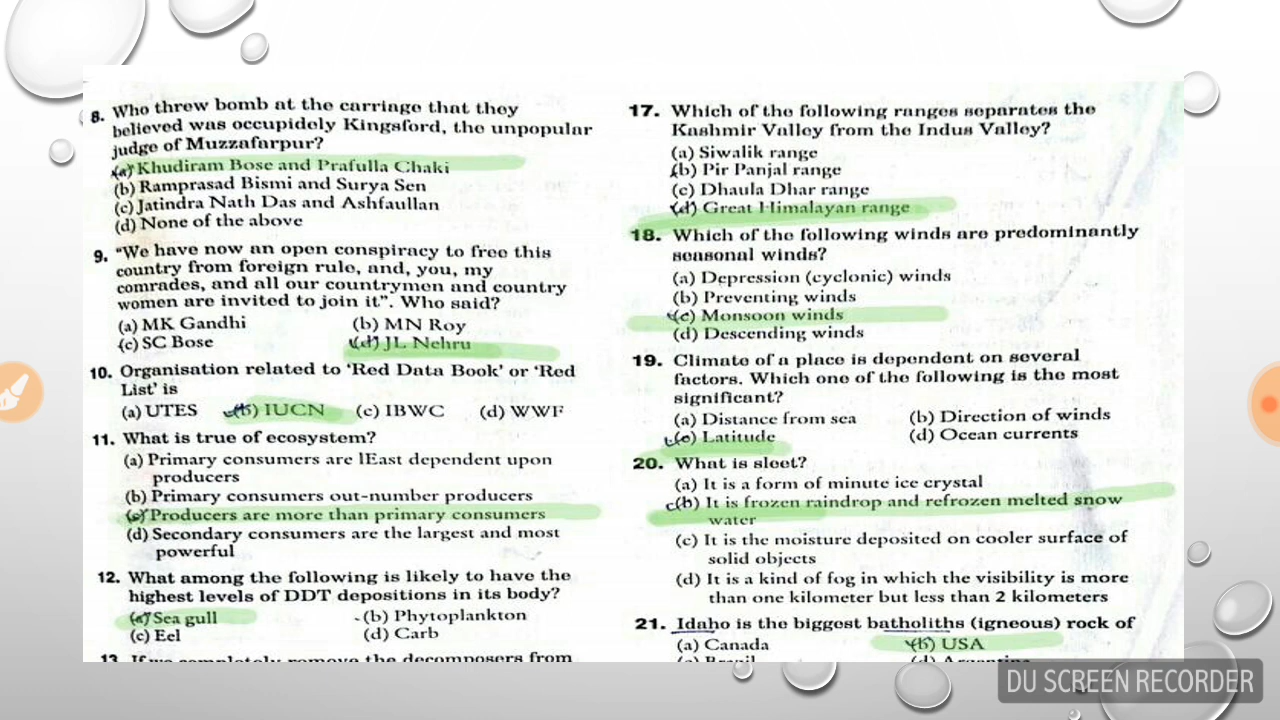 8. Who threw bomb at the carriage that they
believed was occupidely Kingsford, the unpopular
judge of Muzzafarpur?
(a) Khudiram Bose and Prafulla Chaki
(b) Ramprasad Bismi and Surya Sen
(c) Jatindra Nath Das and Ashfaullan
(d) None of the above
9. “We have now an open conspiracy to free this
country from foreign rule, and, you, my
comrades, and all our countrymen and country
women are invited to join it”. Who said?
(a) MK Gandhi (b) MN Roy
(c) SC Bose (d) JL Nehru
10. Organisation related to ‘Red Data Book’ or ‘Red
List’ is
(a) UTES (b) IUCN (c) IBWC (d) WWF
11. What is true of ecosystem?
(a) Primary consumers are lEast dependent upon
producers
(b) Primary consumers out-number producers
(c) Producers are more than primary consumers
(d) Secondary consumers are the largest and most
powerful
12. What among the following is likely to have the
highest levels of DDT depositions in its body?
(a) Sea gull (b) Phytoplankton
(c) Eel (d) Carb
13. If we completely remove the decomposers from
17. Which of the following ranges separates the
Kashmir Valley from the Indus Valley?
(a) Siwalik range
(b) Pir Panjal range
(c) Dhaula Dhar range
(d) Great Himalayan range
18. Which of the following winds are predominantly
seasonal winds?
(a) Depression (cyclonic) winds
(b) Preventing winds
(c) Monsoon winds
(d) Descending winds
19. Climate of a place is dependent on several
factors. Which one of the following is the most
significant?
(a) Distance from sea (b) Direction of winds
(c) Latitude (d) Ocean currents
20. What is sleet?
(a) It is a form of minute ice crystal
(b) It is frozen raindrop and refrozen melted snow
water
(c) It is the moisture deposited on cooler surface of
solid objects
(d) It is a kind of fog in which the visibility is more
than one kilometer but less than 2 kilometers
21. Idaho is the biggest batholiths (igneous) rock of
(a) Canada (b) USA
(c) Brazil (d) Argentina
DU SCREEN RECORDER